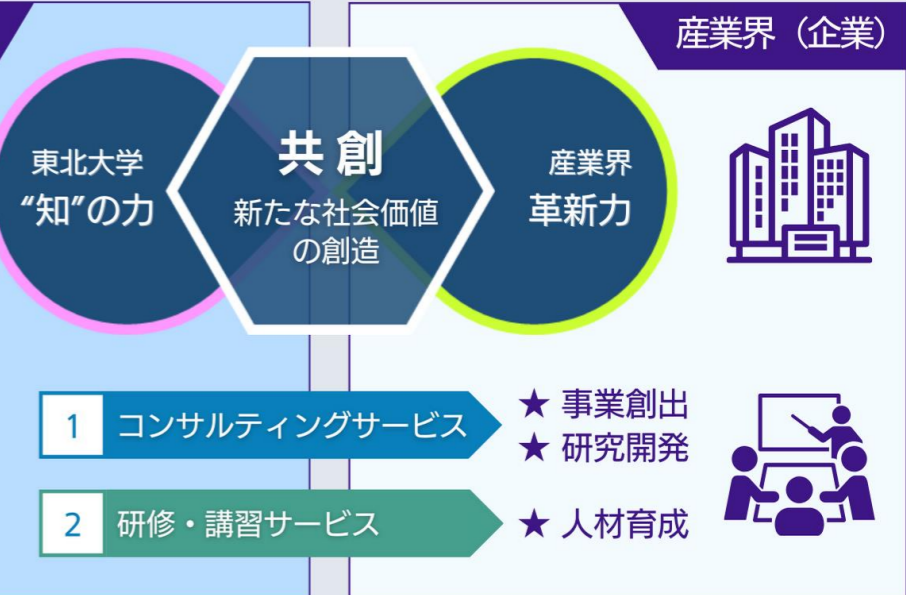 産業界（企業）
東北大学
“知”の力
共創
新たな社会価値
の創造
産業界
革新力
1 コンサルティングサービス
★ 事業創出
★ 研究開発
2 研修・講習サービス
★ 人材育成